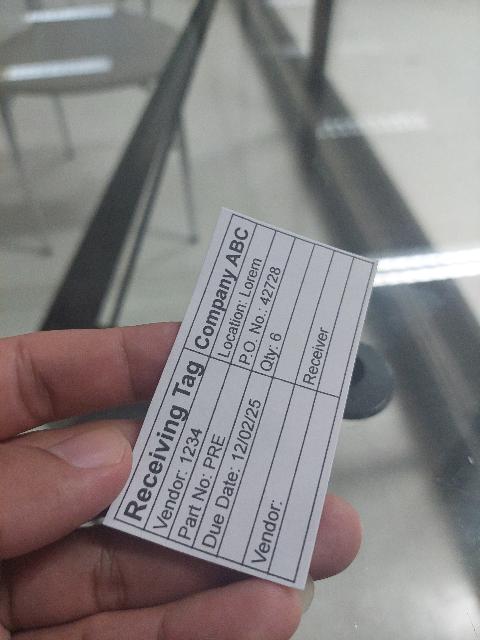 Receiving Tag Company ABC
Vendor: 1234 Location: Lorem
Part No: PRE P.O. No.: 42728
Due Date: 12/02/25 Qty: 6
Vendor: Receiver